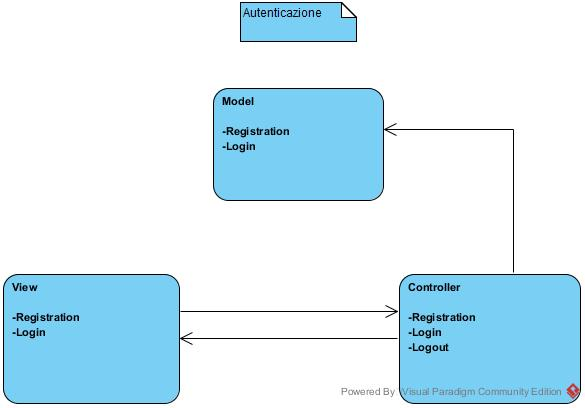 Autenticazione
Model
-Registration
-Login
View
-Registration
-Login
Controller
-Registration
-Login
-Logout
Powered By Visual Paradigm Community Edition